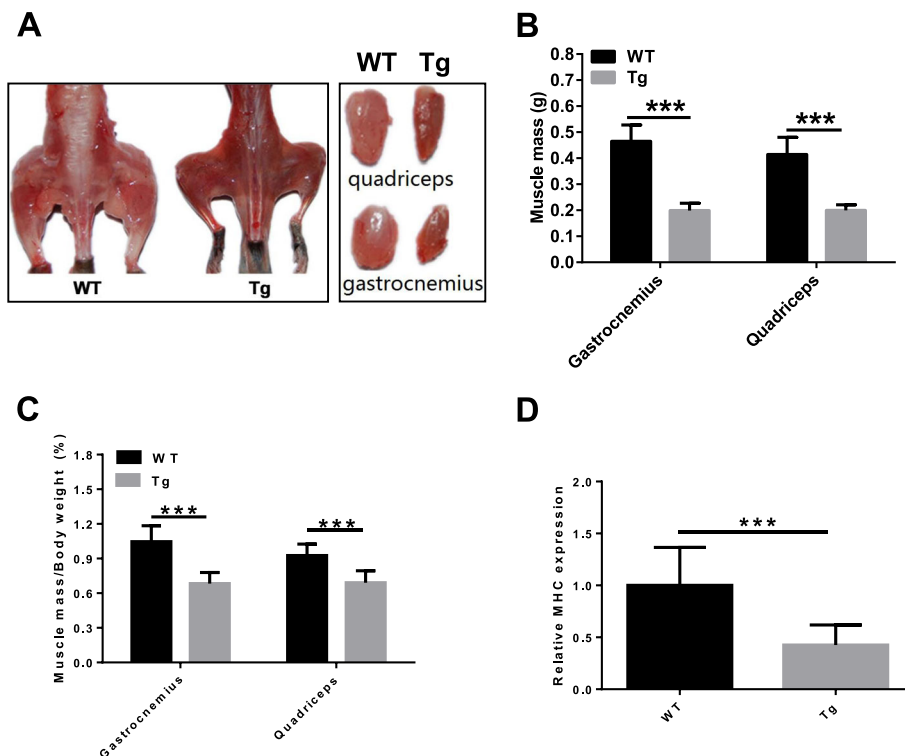 A
WT Tg
quadriceps
gastrocnemius
WT
Tg
B
Muscle mass (g)
0.8
0.7
0.6
0.5
0.4
0.3
0.2
0.1
0.0
WT
Tg
***
***
Gastrocnemius
Quadriceps
C
Muscle mass/Body weight (%)
1.8
1.5
1.2
0.9
0.6
0.3
0.0
WT
Tg
***
***
Gastrocnemius
Quadriceps
D
Relative MHC expression
2.0
1.5
1.0
0.5
0.0
***
WT
Tg